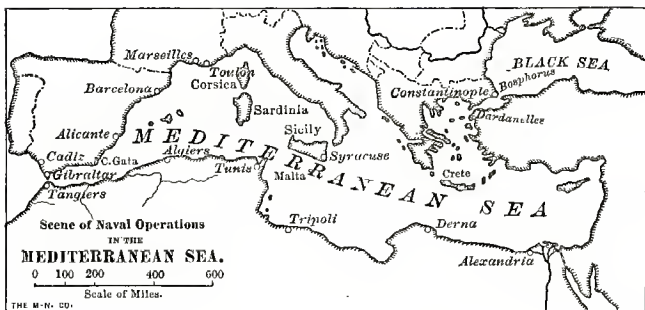 Marseilles
Toulon
Corsica
Barcelona
BLACK SEA
Bosphorus
Constantinople
Dardanelles
Sardinia
Alicante
MEDITERRANEAN SEA
Sicily
Syracuse
Cadiz
C. Gata
Algiers
Gibraltar
Tunis
Malta
Crete
Tangiers
Tripoli
Derna
Alexandria
Scene of Naval Operations
IN THE
MEDITERRANEAN SEA.
0 100 200 400 600
Scale of Miles.
THE M.-N. CO.